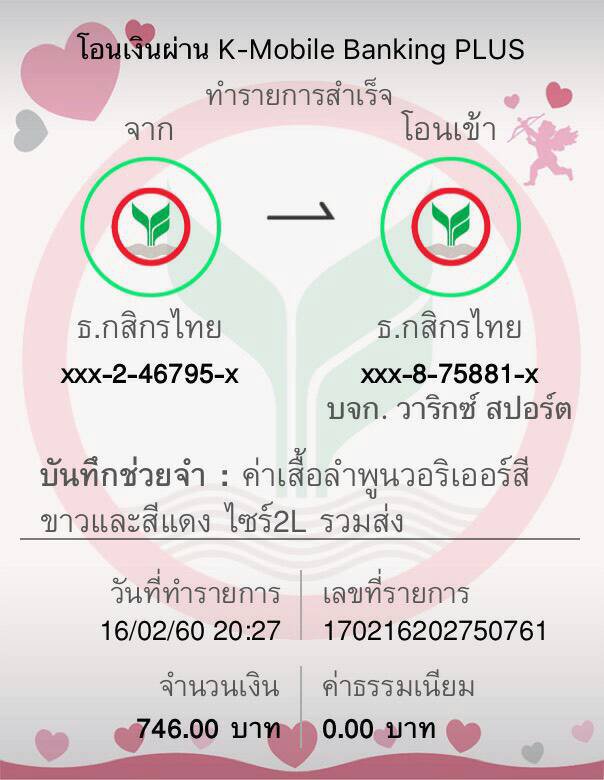 โอนเงินผ่าน K-Mobile Banking PLUS
ทำรายการสำเร็จ
จาก
โอนเข้า
ธ.กสิกรไทย
ธ.กสิกรไทย
xxx-2-46795-x
xxx-8-75881-x
บจก. วาริกซ์ สปอร์ต
บันทึกช่วยจำ : ค่าเสื้อลำพูนวอริเออร์สี
ขาวและสีแดง ไซร์2L รวมส่ง
วันที่ทำรายการ
เลขที่รายการ
16/02/60 20:27
170216202750761
จำนวนเงิน
ค่าธรรมเนียม
746.00 บาท
0.00 บาท